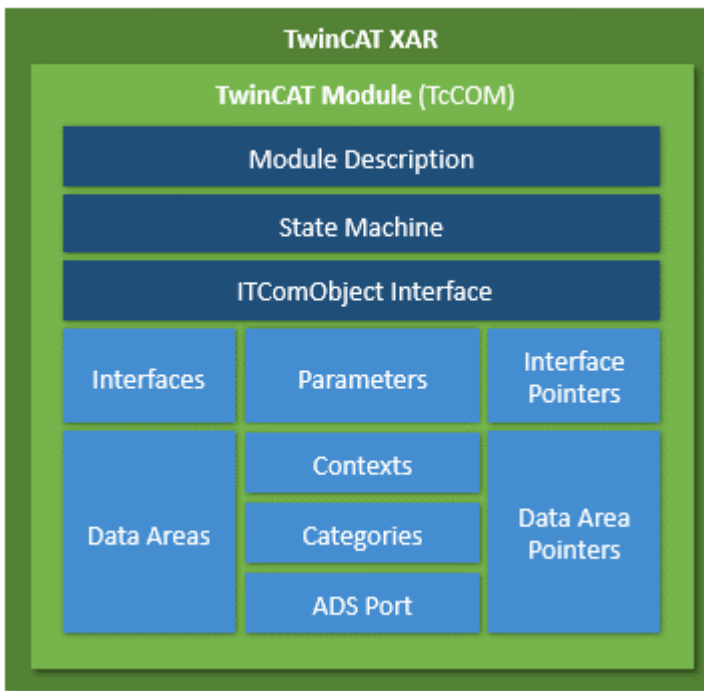 TwinCAT XAR
TwinCAT Module (TcCOM)
Module Description
State Machine
ITComObject Interface
Interfaces
Parameters
Interface
Pointers
Data Areas
Contexts
Categories
ADS Port
Data Area
Pointers